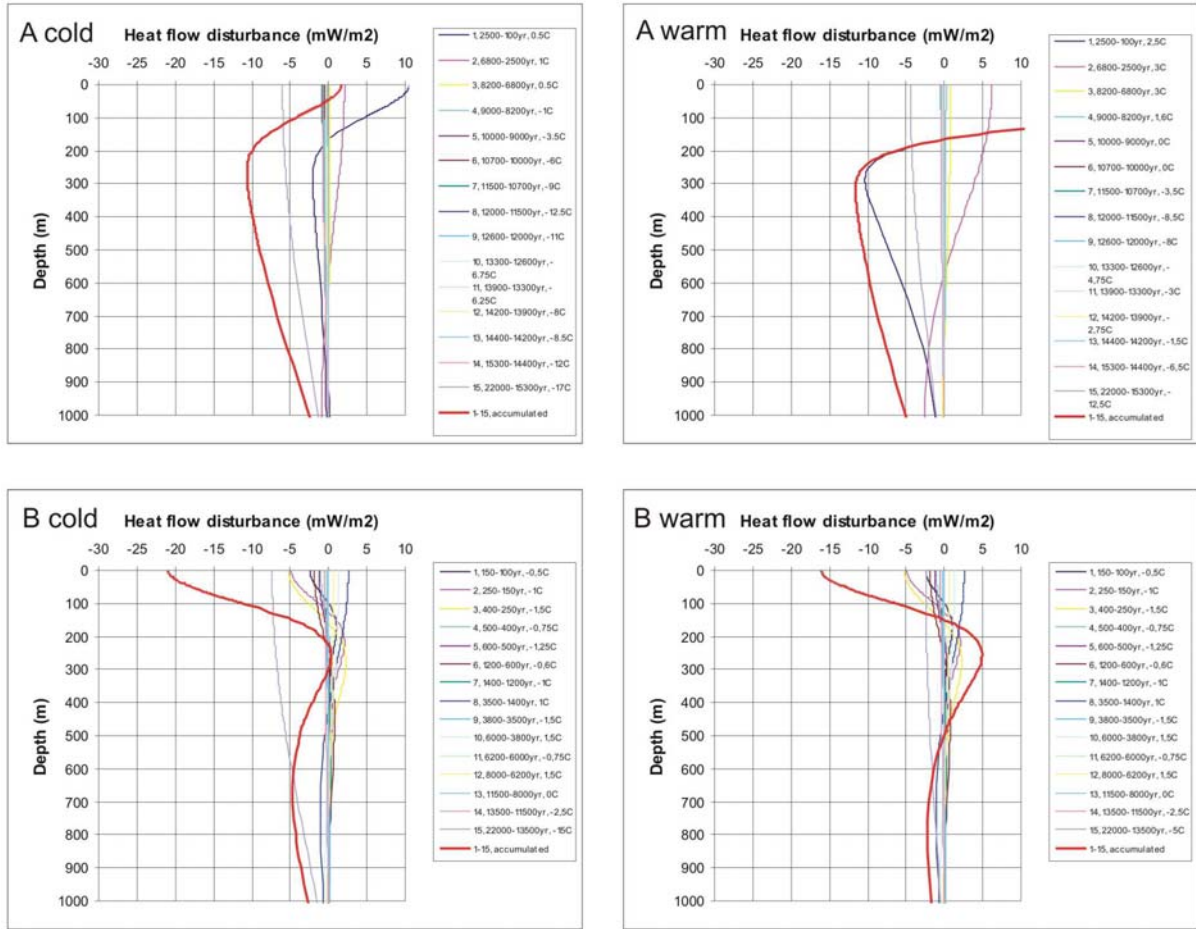 A cold Heat flow disturbance (mW/m2)
-30 -25 -20 -15 -10 -5 0 5 10
0
100
200
300
400
500
600
700
800
900
1000
Depth (m)
1, 2500-100yr, 0.5C
2, 6800-2500yr, 1C
3, 8200-6800yr, 0.5C
4, 9000-8200yr, -1C
5, 10000-9000yr, -3.5C
6, 10700-10000yr, -6C
7, 11500-10700yr, -9C
8, 12000-11500yr, -12.5C
9, 12600-12000yr, -11C
10, 13300-12600yr, -
6.75C
11, 13900-13300yr, -
6.25C
12, 14200-13900yr, -8C
13, 14400-14200yr, -8.5C
14, 15300-14400yr, -12C
15, 22000-15300yr, -17C
1-15, accumulated
A warm Heat flow disturbance (mW/m2)
-30 -25 -20 -15 -10 -5 0 5 10
0
100
200
300
400
500
600
700
800
900
1000
Depth (m)
1, 2500-100yr, 2,5C
2, 6800-2500yr, 3C
3, 8200-6800yr, 3C
4, 9000-8200yr, 1,6C
5, 10000-9000yr, 0C
6, 10700-10000yr, 0C
7, 11500-10700yr, -3,5C
8, 12000-11500yr, -8,5C
9, 12600-12000yr, -8C
10, 13300-12600yr, -
4,75C
11, 13900-13300yr, -3C
12, 14200-13900yr, -
2,75C
13, 14400-14200yr, -1,5C
14, 15300-14400yr, -6,5C
15, 22000-15300yr, -
12,5C
1-15, accumulated
B cold Heat flow disturbance (mW/m2)
-30 -25 -20 -15 -10 -5 0 5 10
0
100
200
300
400
500
600
700
800
900
1000
Depth (m)
1, 150-100yr, -0,5C
2, 250-150yr, -1C
3, 400-250yr, -1,5C
4, 500-400yr, -0,75C
5, 600-500yr, -1,25C
6, 1200-600yr, -0,6C
7, 1400-1200yr, -1C
8, 3500-1400yr, 1C
9, 3800-3500yr, -1,5C
10, 6000-3800yr, 1,5C
11, 6200-6000yr, -0,75C
12, 8000-6200yr, 1,5C
13, 11500-8000yr, 0C
14, 13500-11500yr, -2,5C
15, 22000-13500yr, -15C
1-15, accumulated
B warm Heat flow disturbance (mW/m2)
-30 -25 -20 -15 -10 -5 0 5 10
0
100
200
300
400
500
600
700
800
900
1000
Depth (m)
1, 150-100yr, -0,5C
2, 250-150yr, -1C
3, 400-250yr, -1,5C
4, 500-400yr, -0,75C
5, 600-500yr, -1,25C
6, 1200-600yr, -0,6C
7, 1400-1200yr, -1C
8, 3500-1400yr, 1C
9, 3800-3500yr, -1,5C
10, 6000-3800yr, 1,5C
11, 6200-6000yr, -0,75C
12, 8000-6200yr, 1,5C
13, 11500-8000yr, 0C
14, 13500-11500yr, -2,5C
15, 22000-13500yr, -5C
1-15, accumulated